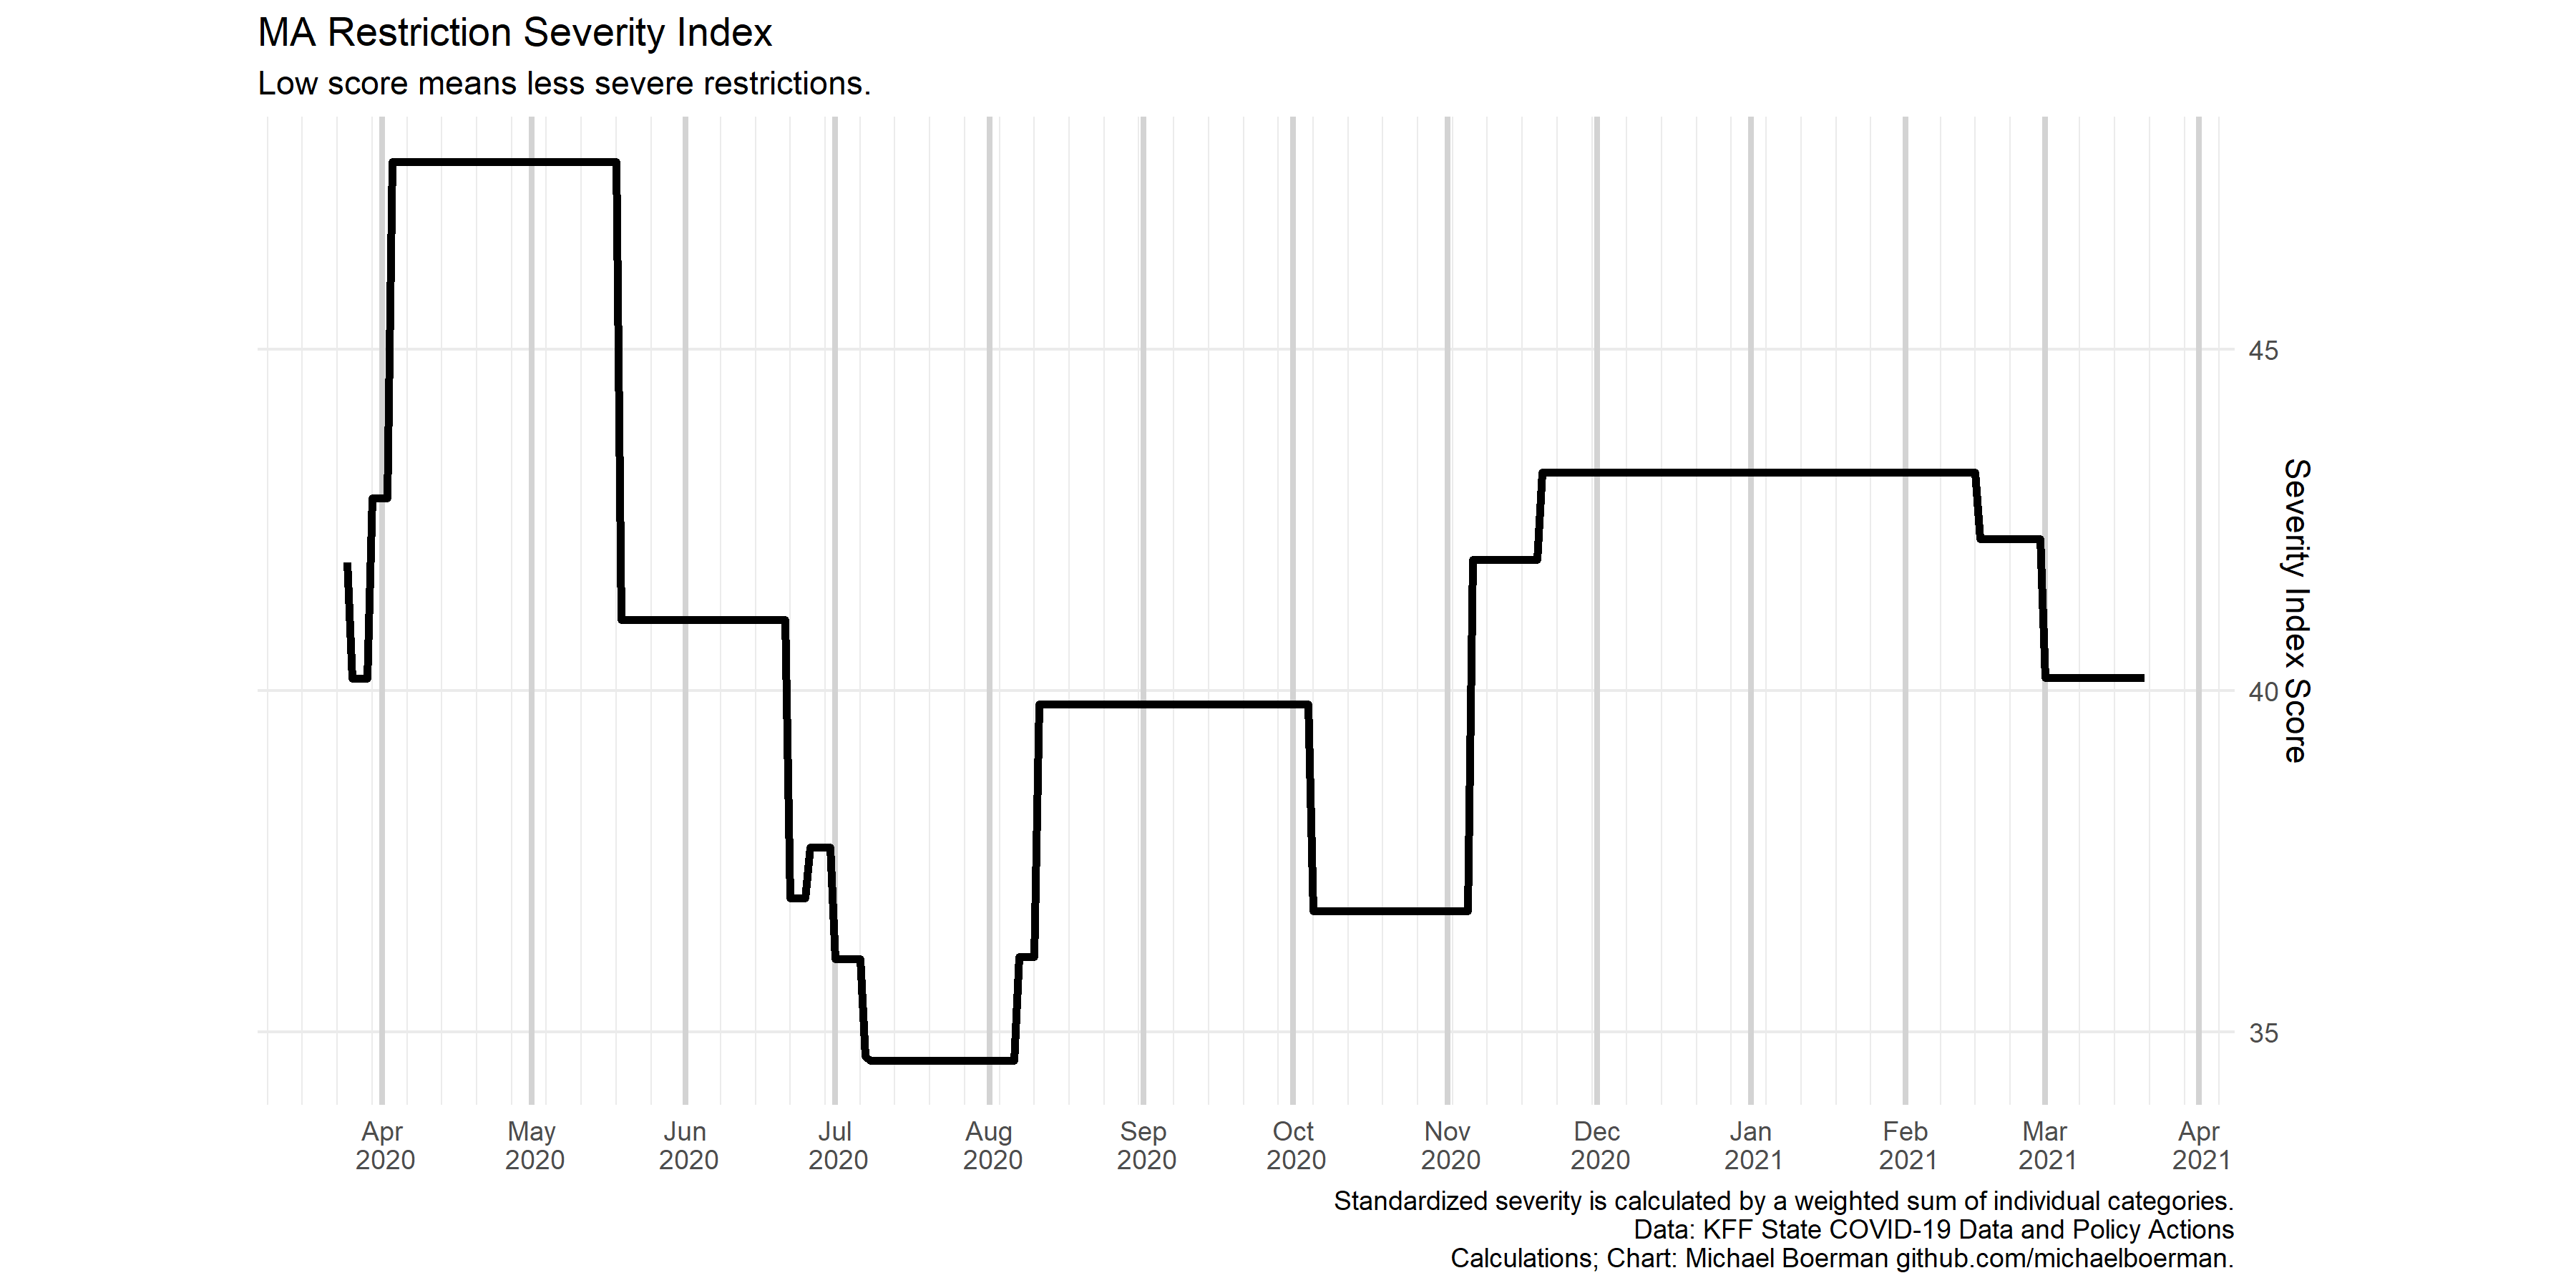 MA Restriction Severity Index
Low score means less severe restrictions.
45
40
35
Severity Index Score
Apr May Jun Jul Aug Sep Oct Nov Dec Jan Feb Mar Apr
2020 2020 2020 2020 2020 2020 2020 2020 2020 2021 2021 2021 2021
Standardized severity is calculated by a weighted sum of individual categories.
Data: KFF State COVID-19 Data and Policy Actions
Calculations; Chart: Michael Boerman github.com/michaelboerman.